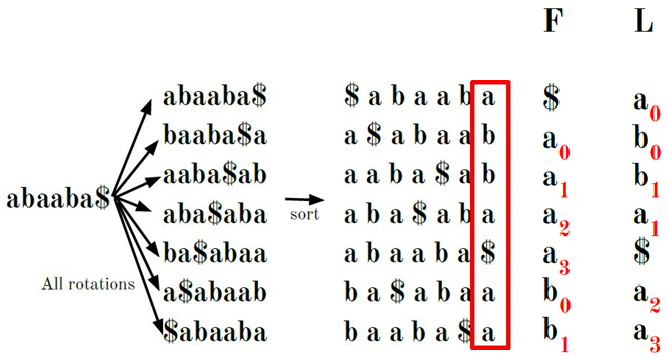 F L
abaaba$ $ a b a a b a $ a₀
baaba$a a $ a b a a b a₀ b₀
aaba$ab a a b a $ a b a₁ b₁
abaaba$ aba$aba sort a b a $ a b a a₂ a₁
ba$abaa a b a a b a $ a₃ $
All rotations a$abaab b a $ a b a a b₀ a₂
$abaaba b a a b a $ a b₁ a₃